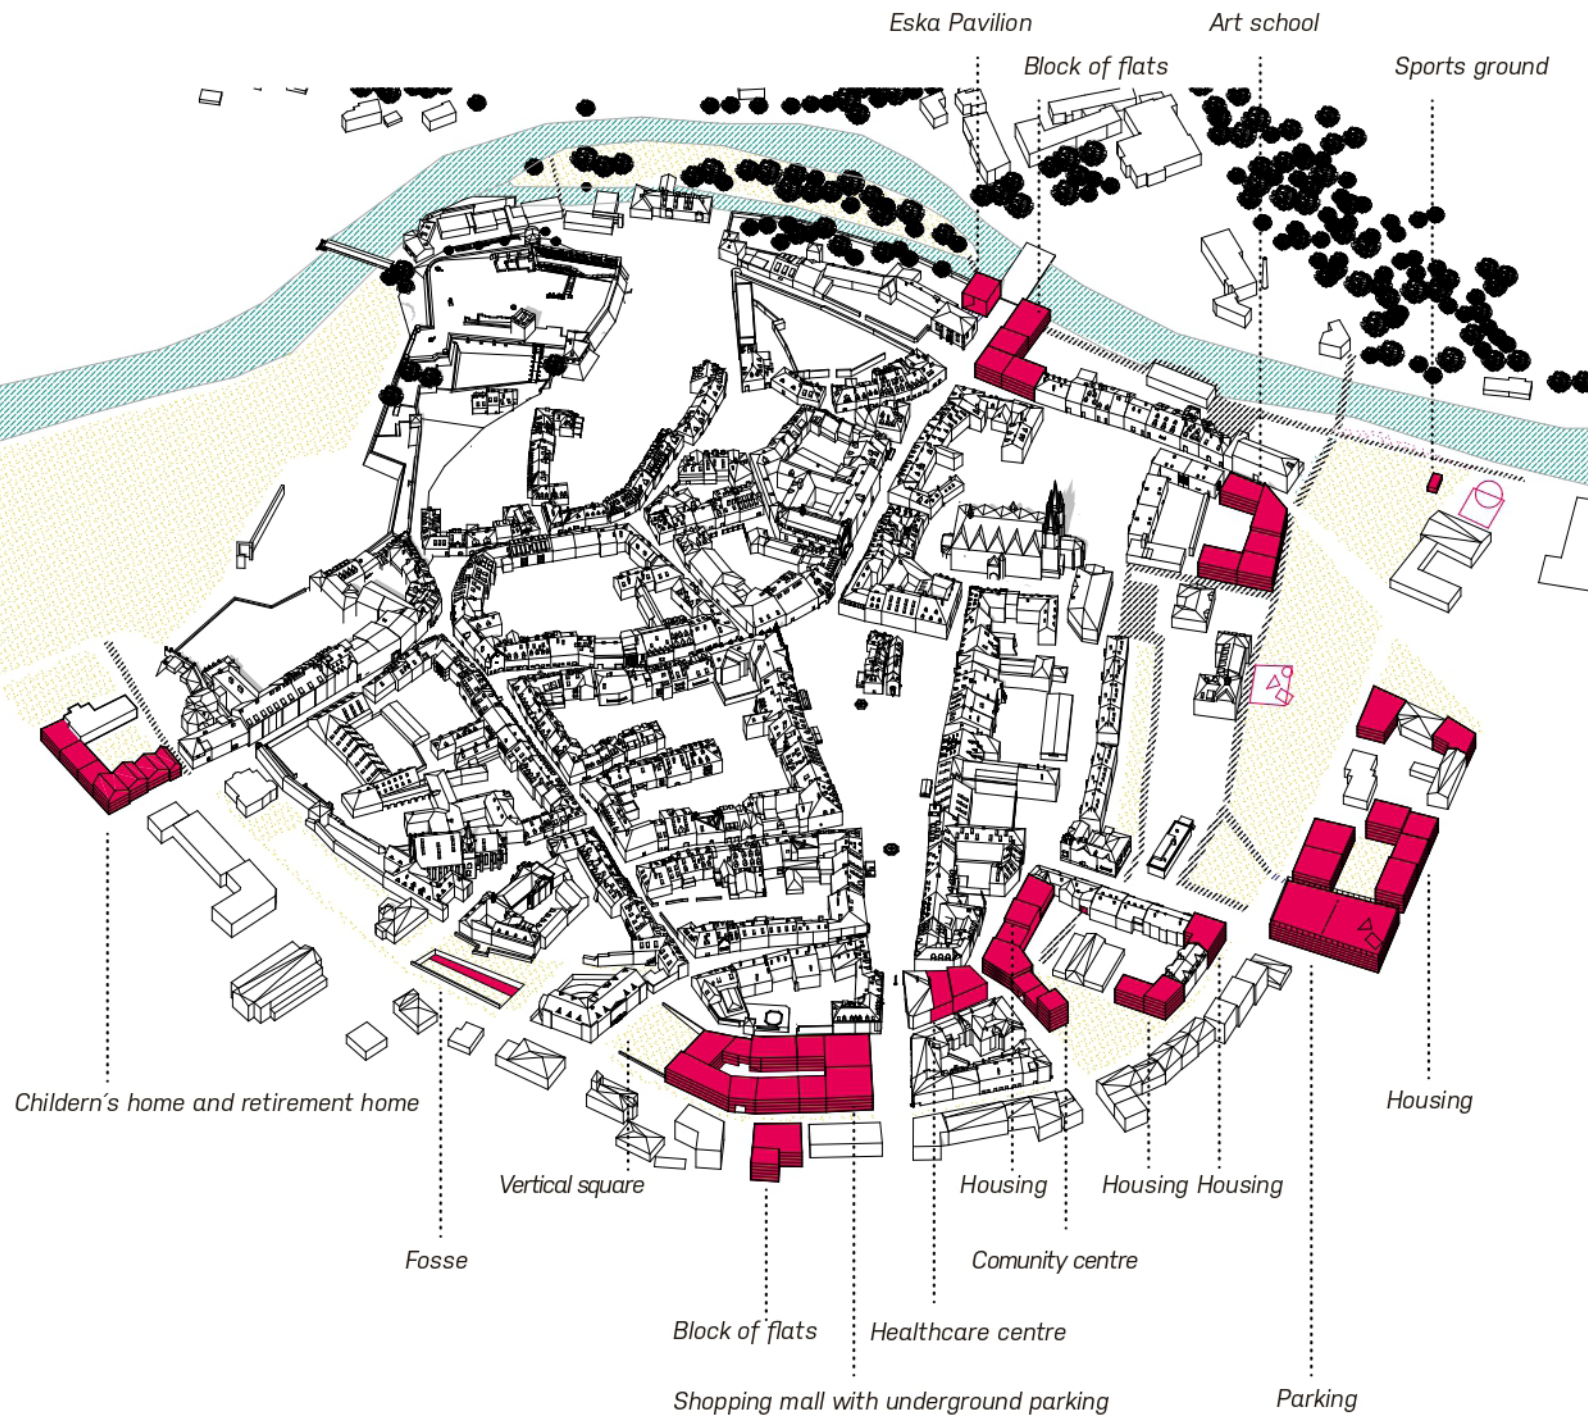 Eska Pavilion
Art school
Block of flats
Sports ground
Childern´s home and retirement home
Housing
Vertical square
Housing
Housing
Housing
Fosse
Comunity centre
Block of flats
Healthcare centre
Shopping mall with underground parking
Parking